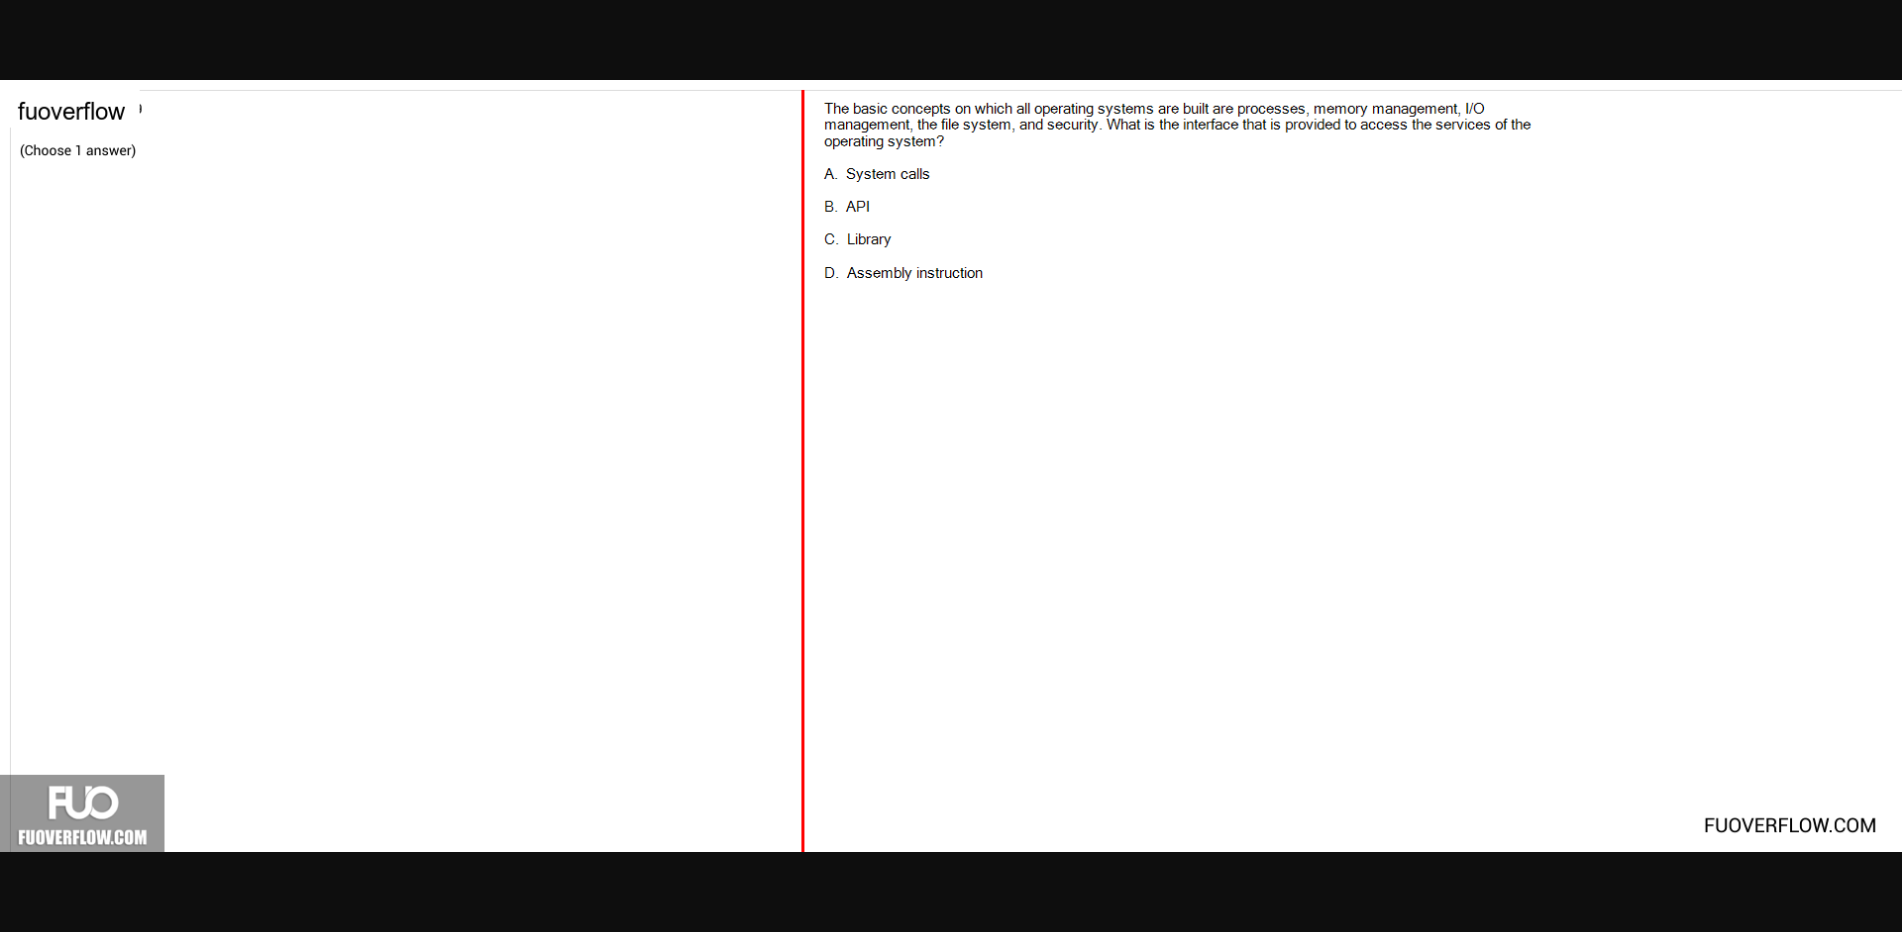 fuoverflow
(Choose 1 answer)
The basic concepts on which all operating systems are built are processes, memory management, I/O
management, the file system, and security. What is the interface that is provided to access the services of the
operating system?
A. System calls
B. API
C. Library
D. Assembly instruction
FUO
FUOVERFLOW.COM
FUOVERFLOW.COM